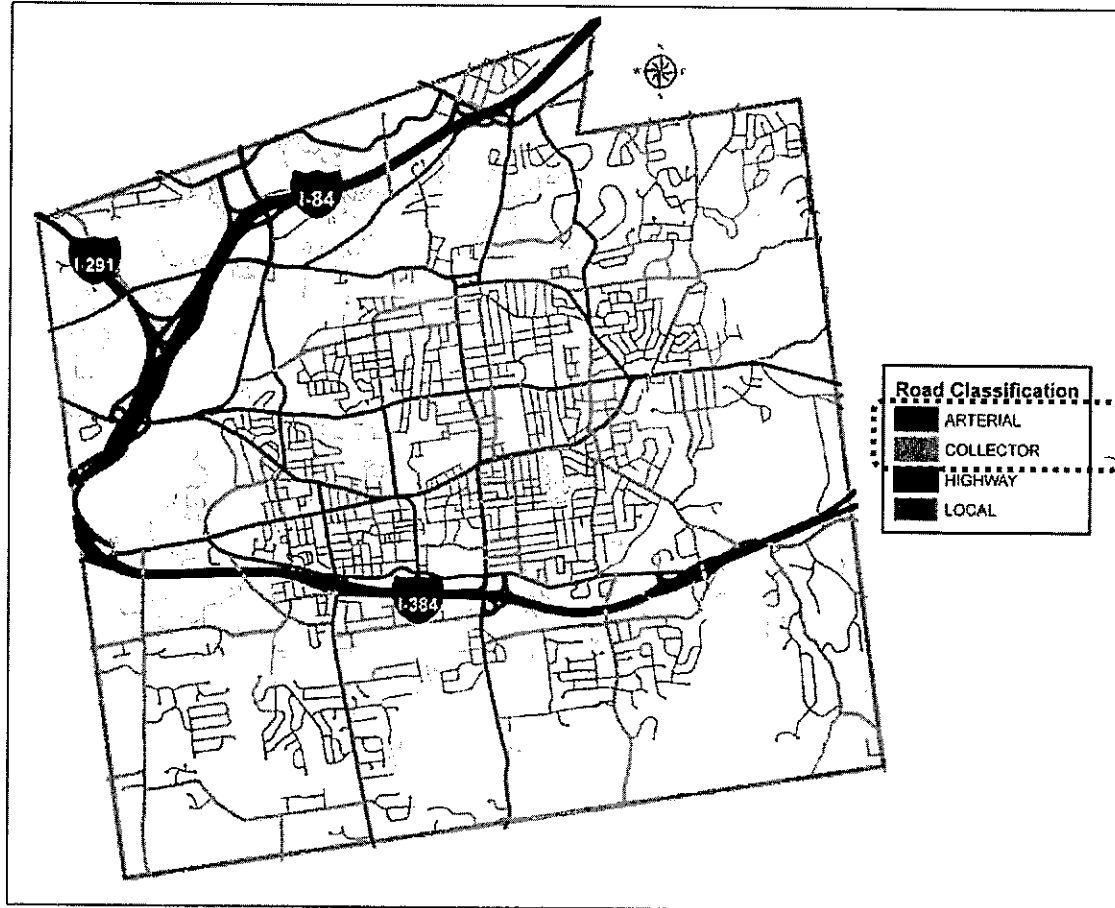 I-84
I-291
Road Classification
ARTERIAL
COLLECTOR
HIGHWAY
LOCAL
I-384